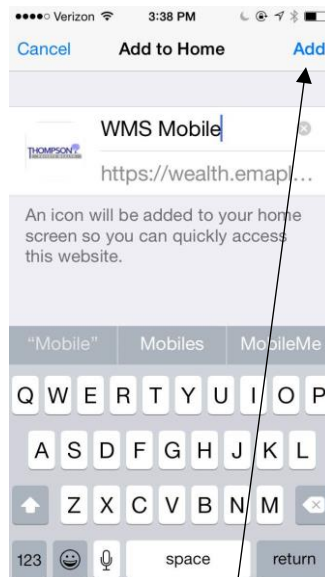 Verizon 3:38 PM
Cancel Add to Home Add
THOMPSON
WMS Mobile
https://wealth.emapl...
An icon will be added to your home
screen so you can quickly access
this website.
"Mobile" Mobiles MobileMe
Q W E R T Y U I O P
A S D F G H J K L
Z X C V B N M
123 space return